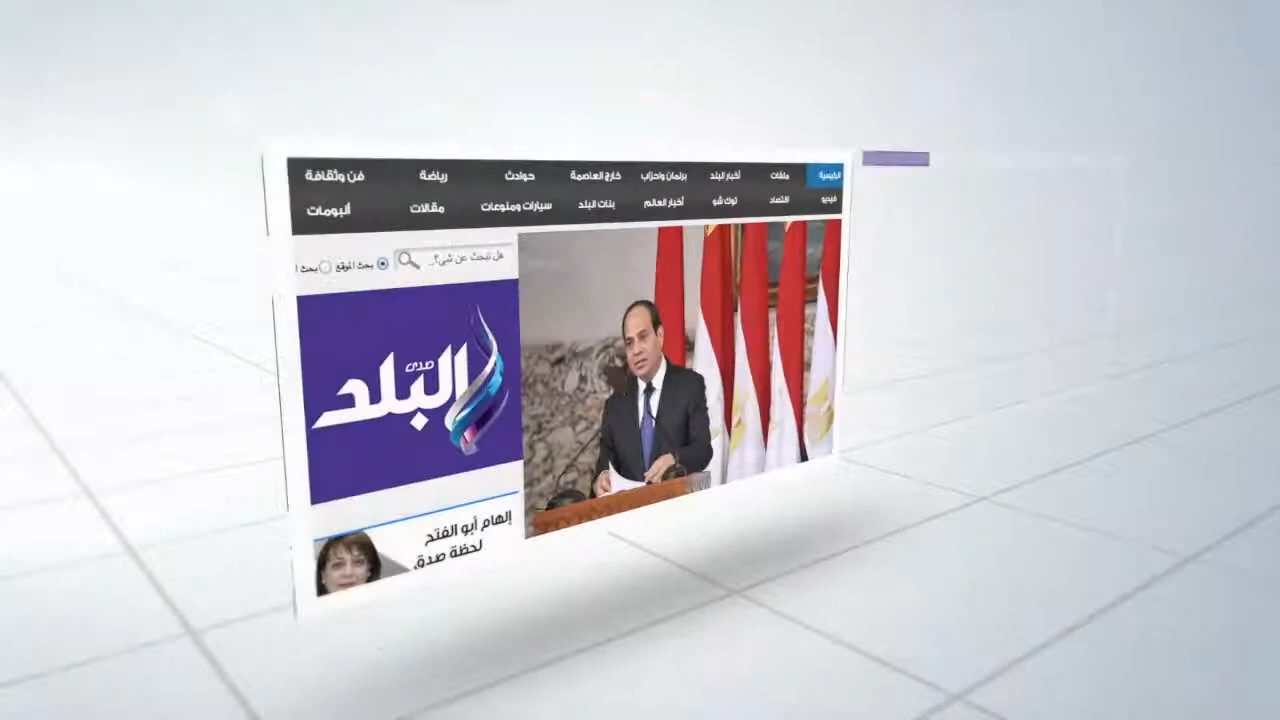 الرئيسية ملفات أخبار البلد برلمان وأحزاب خارج العاصمة حوادث رياضة فن وثقافة
فيديو اقتصاد توك شو أخبار العالم بنات البلد سيارات ومنوعات مقالات ألبومات
هل تبحث عن شئ؟..
بحث الموقع
صدى
البلد
إلهام أبو الفتح
لحظة صدق